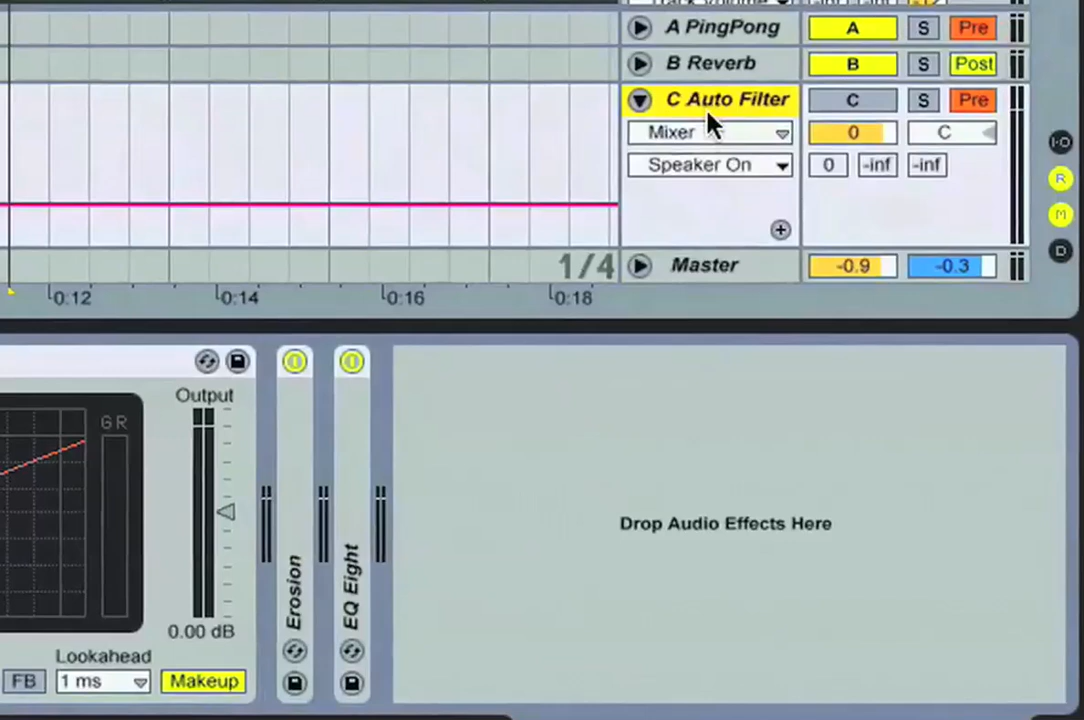 A PingPong A S Pre
B Reverb B S Post
C Auto Filter C S Pre
Mixer 0 C
Speaker On 0 -inf -inf
1/4 Master -0.9 -0.3
0:12 0:14 0:16 0:18
I·O
R
M
D
Output
GR
0.00 dB
Lookahead
FB 1 ms Makeup
Erosion
EQ Eight
Drop Audio Effects Here